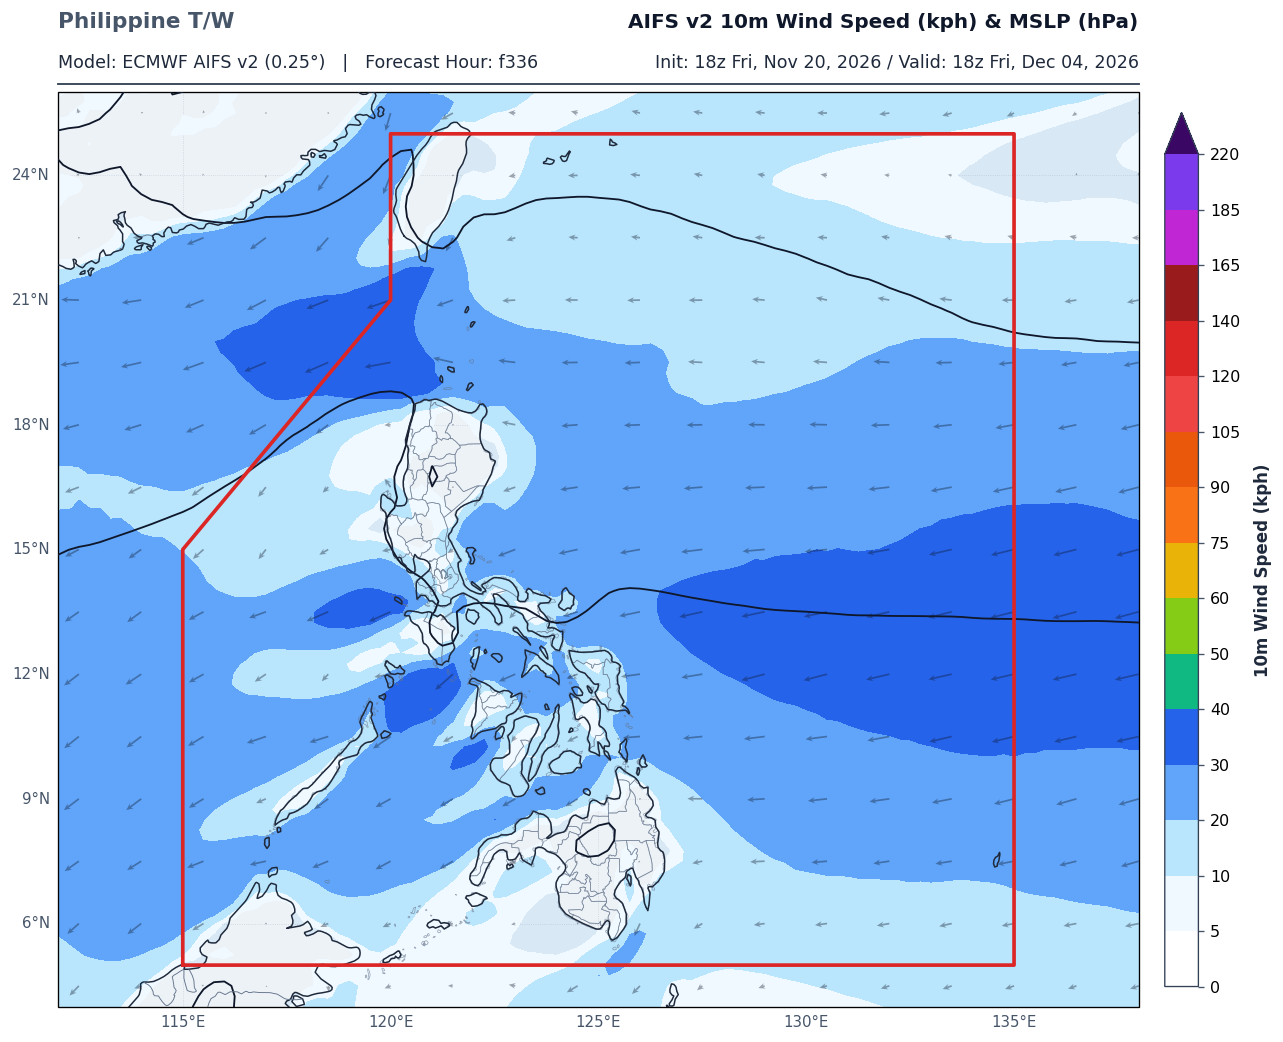 Philippine T/W
AIFS v2 10m Wind Speed (kph) & MSLP (hPa)
Model: ECMWF AIFS v2 (0.25°) | Forecast Hour: f336
Init: 18z Fri, Nov 20, 2026 / Valid: 18z Fri, Dec 04, 2026
24°N
21°N
18°N
15°N
12°N
9°N
6°N
115°E
120°E
125°E
130°E
135°E
220
185
165
140
120
105
90
75
60
50
40
30
20
10
5
0
10m Wind Speed (kph)